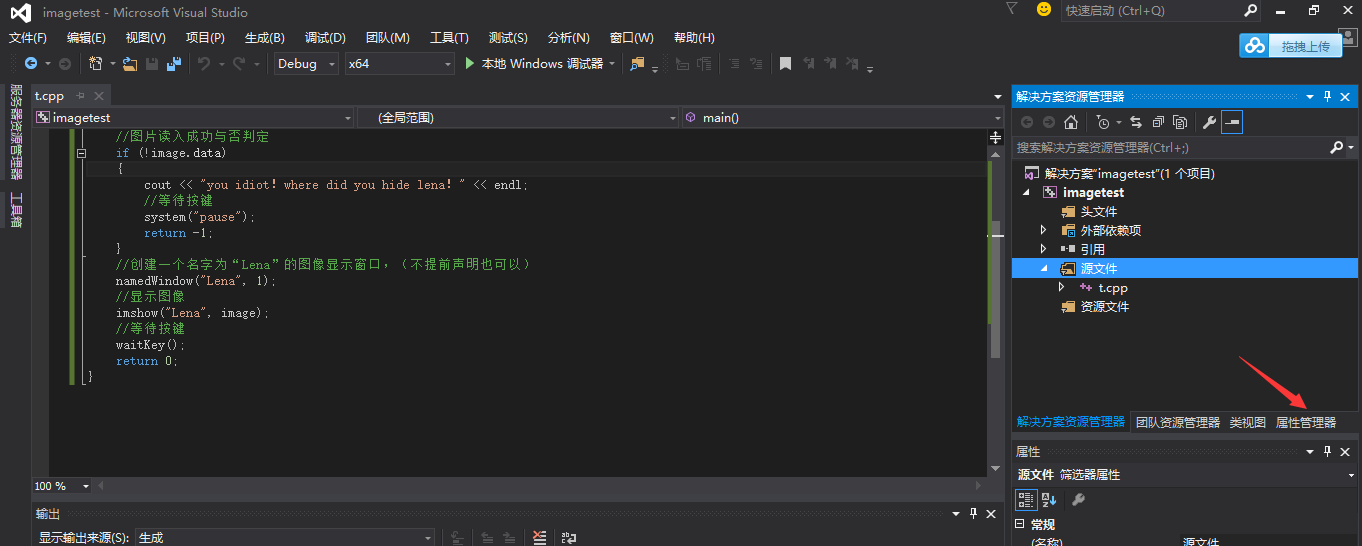 imagetest - Microsoft Visual Studio
快速启动 (Ctrl+Q)
文件(F) 编辑(E) 视图(V) 项目(P) 生成(B) 调试(D) 团队(M) 工具(T) 测试(S) 分析(N) 窗口(W) 帮助(H)
拖拽上传
Debug x64 本地 Windows 调试器
服务器资源管理器
工具箱
t.cpp
imagetest (全局范围) main()
//图片读入成功与否判定
if (!image.data)
{
cout << "you idiot! where did you hide lena! " << endl;
//等待按键
system("pause");
return -1;
}
//创建一个名字为“Lena”的图像显示窗口，（不提前声明也可以）
namedWindow("Lena", 1);
//显示图像
imshow("Lena", image);
//等待按键
waitKey();
return 0;
}
100 %
输出
显示输出来源(S): 生成
解决方案资源管理器
搜索解决方案资源管理器(Ctrl+;)
解决方案“imagetest”(1 个项目)
imagetest
头文件
外部依赖项
引用
源文件
t.cpp
资源文件
解决方案资源管理器 团队资源管理器 类视图 属性管理器
属性
源文件 筛选器属性
常规
(名称) 源文件